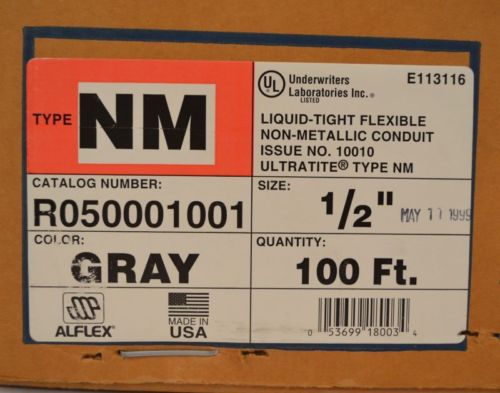 TYPE NM
UL
Underwriters
Laboratories Inc.®
LISTED
E113116
LIQUID-TIGHT FLEXIBLE
NON-METALLIC CONDUIT
ISSUE NO. 10010
ULTRATITE® TYPE NM
CATALOG NUMBER:
R050001001
SIZE:
1/2"
MAY 11 1999
COLOR:
GRAY
QUANTITY:
100 Ft.
ALFLEX®
MADE IN
USA
0 53699 18003 4